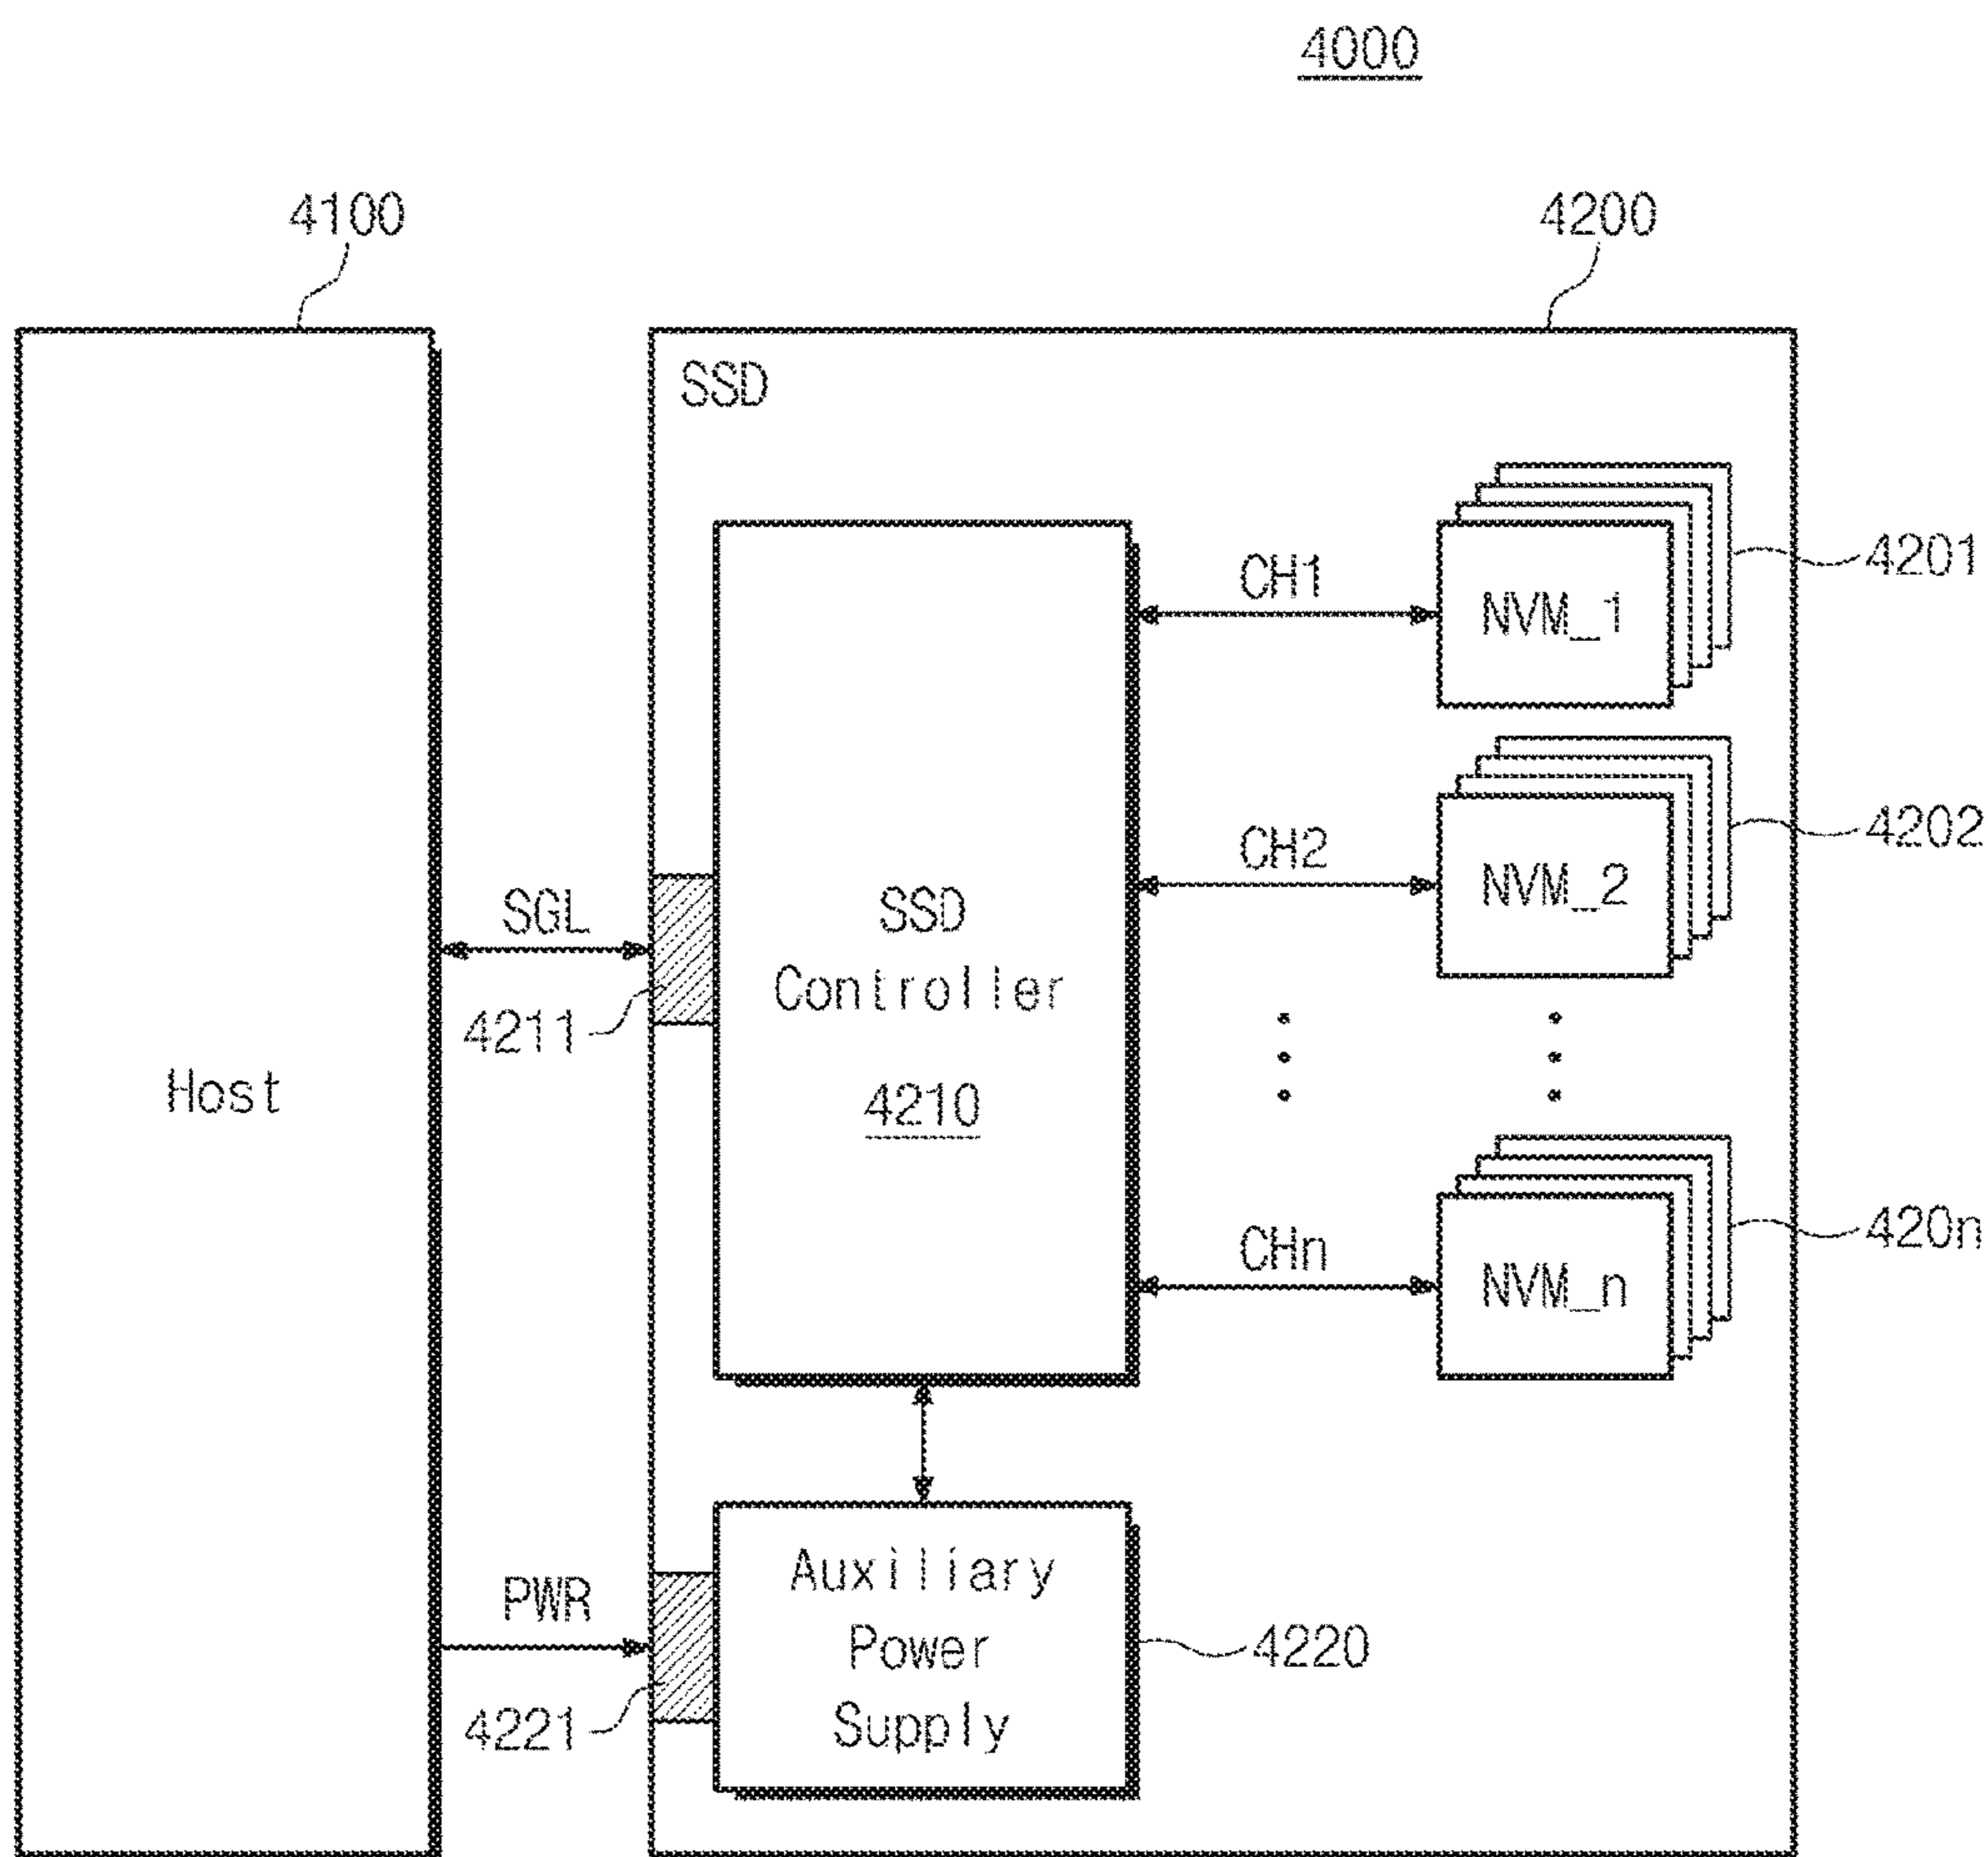 4000
4100
4200
SSD
4201
CH1
NVM_1
4202
CH2
NVM_2
SGL
SSD
Controller
4210
4211
Host
420n
CHn
NVM_n
PWR
Auxiliary
Power
Supply
4220
4221